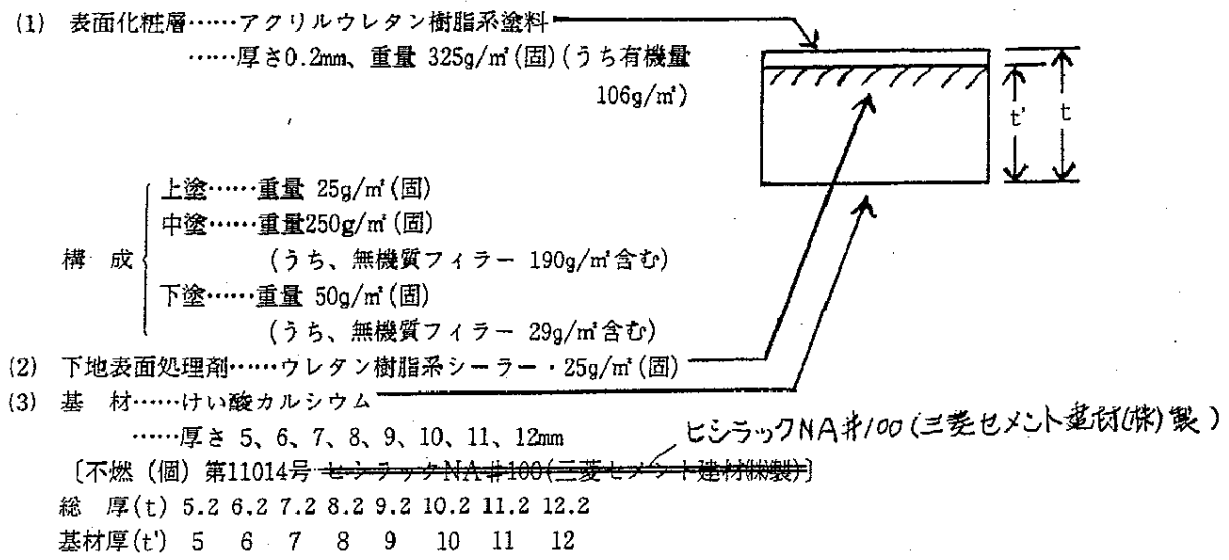 (1) 表面化粧層……アクリルウレタン樹脂系塗料
……厚さ0.2mm、重量 325g/㎡(固)(うち有機量
106g/㎡)
t'
t
上塗……重量 25g/㎡(固)
中塗……重量250g/㎡(固)
構 成
(うち、無機質フィラー 190g/㎡含む)
下塗……重量 50g/㎡(固)
(うち、無機質フィラー 29g/㎡含む)
(2) 下地表面処理剤……ウレタン樹脂系シーラー・25g/㎡(固)
(3) 基 材……けい酸カルシウム
……厚さ 5、6、7、8、9、10、11、12mm
ヒシラックNA#100(三菱セメント建材(株)製)
〔不燃(個)第11014号 ヒシラックNA#100(三菱セメント建材㈱製)〕
総 厚(t) 5.2 6.2 7.2 8.2 9.2 10.2 11.2 12.2
基材厚(t') 5 6 7 8 9 10 11 12